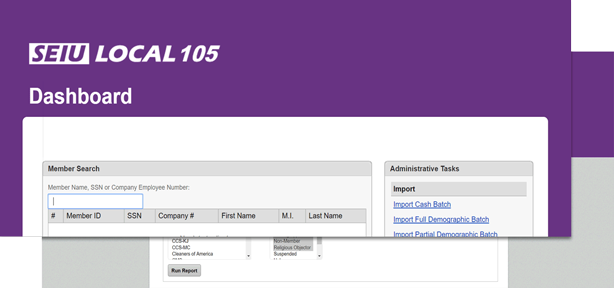 SEIU LOCAL 105
Dashboard
Member Search
Administrative Tasks
Member Name, SSN or Company Employee Number:
Import
# Member ID SSN Company # First Name M.I. Last Name
Import Cash Batch
Import Full Demographic Batch
Import Partial Demographic Batch
CCS-KJ
CCS-MC
Cleaners of America
Non-Member
Religious Objector
Suspended
Run Report